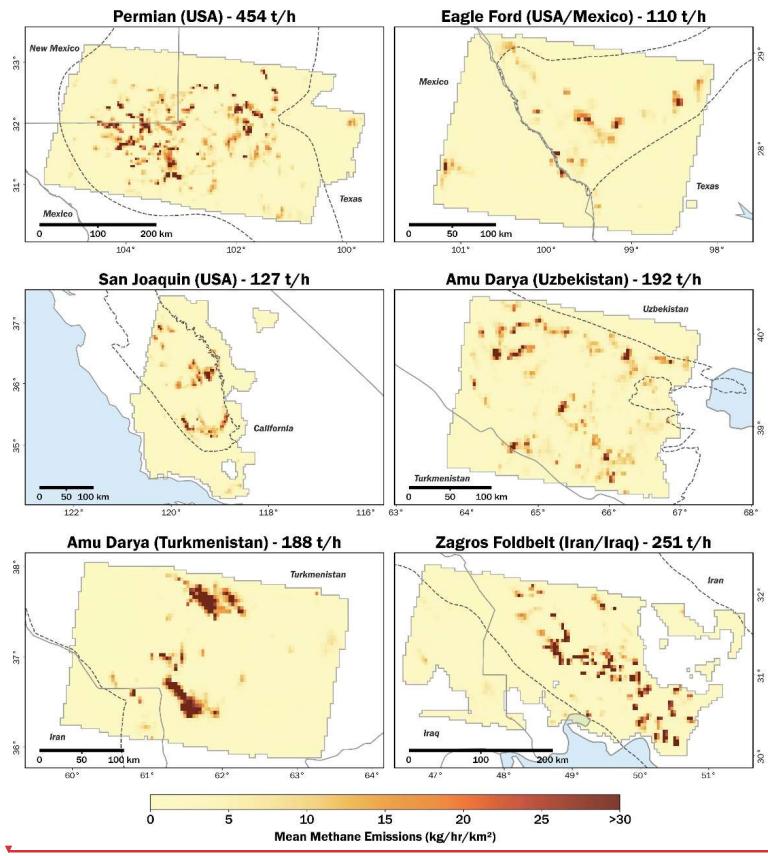 Permian (USA) - 454 t/h
New Mexico
33°
32°
31°
Mexico
Texas
0 100 200 km
104° 102° 100°
Eagle Ford (USA/Mexico) - 110 t/h
Mexico
29°
28°
Texas
0 50 100 km
101° 100° 99° 98°
San Joaquin (USA) - 127 t/h
37°
36°
35°
California
0 50 100 km
122° 120° 118° 116°
Amu Darya (Uzbekistan) - 192 t/h
Uzbekistan
40°
39°
Turkmenistan
0 50 100 km
63° 64° 65° 66° 67° 68°
Amu Darya (Turkmenistan) - 188 t/h
38°
Turkmenistan
37°
36°
Iran
0 50 100 km
60° 61° 62° 63° 64°
Zagros Foldbelt (Iran/Iraq) - 251 t/h
Iran
32°
31°
30°
Iraq
0 100 200 km
47° 48° 49° 50° 51°
0 5 10 15 20 25 >30
Mean Methane Emissions (kg/hr/km²)